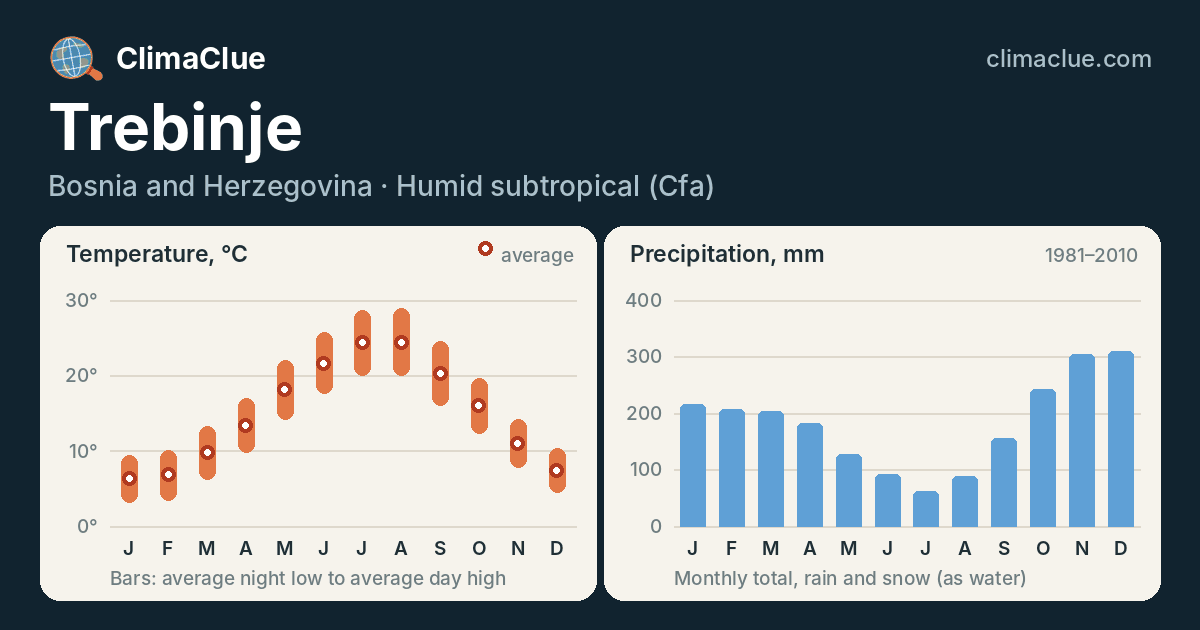 ClimaClue
climaclue.com
Trebinje
Bosnia and Herzegovina · Humid subtropical (Cfa)
Temperature, °C
average
30°
20°
10°
0°
J F M A M J J A S O N D
Bars: average night low to average day high
Precipitation, mm
1981–2010
400
300
200
100
0
J F M A M J J A S O N D
Monthly total, rain and snow (as water)